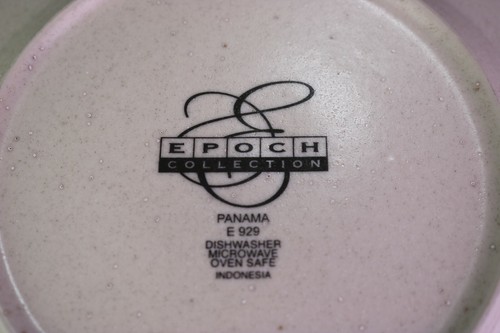 EPOCH
COLLECTION
PANAMA
E 929
DISHWASHER
MICROWAVE
OVEN SAFE
INDONESIA